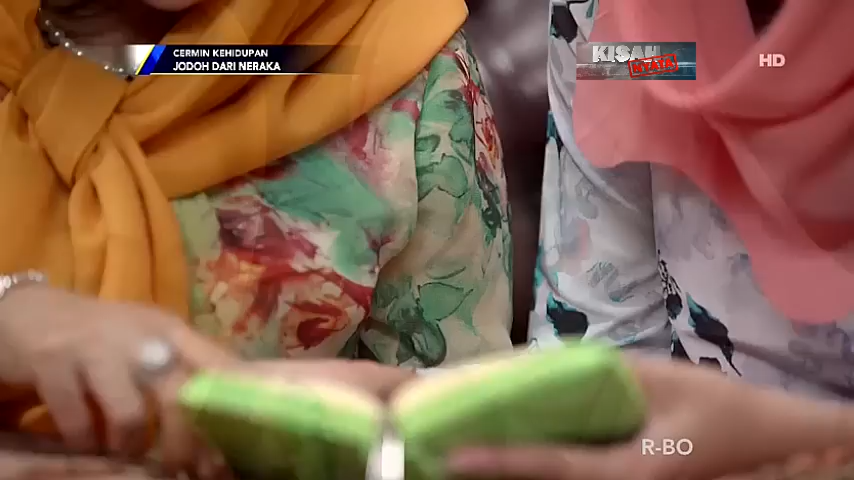 CERMIN KEHIDUPAN
JODOH DARI NERAKA
KISAH
NYATA
HD
R-BO